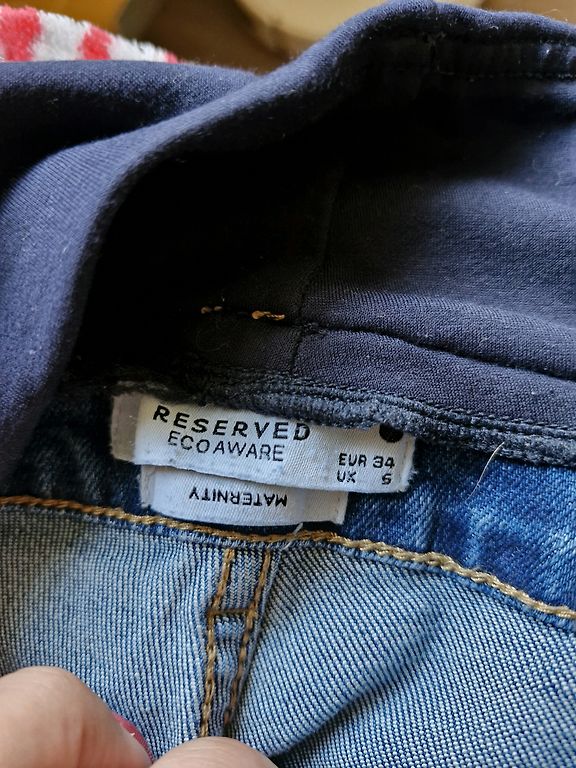 RESERVED
ECOAWARE
EUR 34
UK 6
MATERNITY